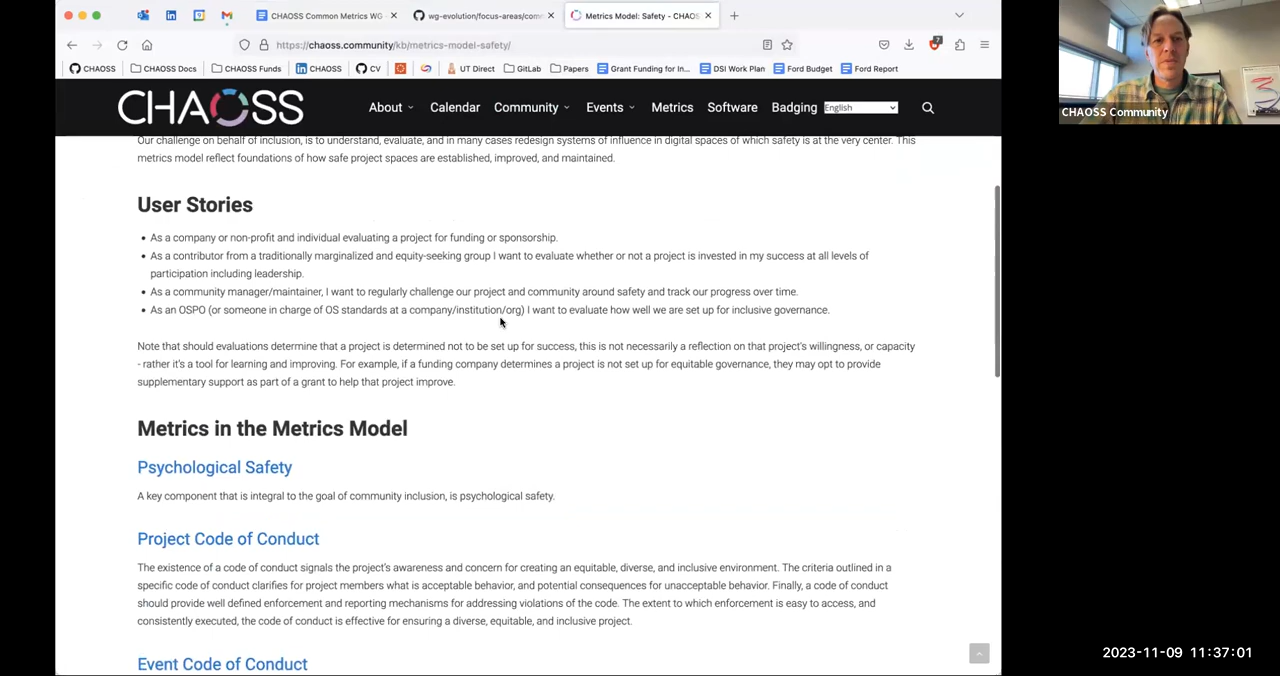 CHAOSS Common Metrics WG -
wg-evolution/focus-areas/com
Metrics Model: Safety - CHAOS
https://chaoss.community/kb/metrics-model-safety/
7
CHAOSS
CHAOSS Docs
CHAOSS Funds
CHAOSS
CV
UT Direct
GitLab
Papers
Grant Funding for In...
DSI Work Plan
Ford Budget
Ford Report
CHAOSS
About
Calendar
Community
Events
Metrics
Software
Badging
English
Our challenge on behalf of inclusion, is to understand, evaluate, and in many cases redesign systems of influence in digital spaces of which safety is at the very center. This
metrics model reflect foundations of how safe project spaces are established, improved, and maintained.
User Stories
• As a company or non-profit and individual evaluating a project for funding or sponsorship.
• As a contributor from a traditionally marginalized and equity-seeking group I want to evaluate whether or not a project is invested in my success at all levels of
participation including leadership.
• As a community manager/maintainer, I want to regularly challenge our project and community around safety and track our progress over time.
• As an OSPO (or someone in charge of OS standards at a company/institution/org) I want to evaluate how well we are set up for inclusive governance.
Note that should evaluations determine that a project is determined not to be set up for success, this is not necessarily a reflection on that project's willingness, or capacity
- rather it's a tool for learning and improving. For example, if a funding company determines a project is not set up for equitable governance, they may opt to provide
supplementary support as part of a grant to help that project improve.
Metrics in the Metrics Model
Psychological Safety
A key component that is integral to the goal of community inclusion, is psychological safety.
Project Code of Conduct
The existence of a code of conduct signals the project's awareness and concern for creating an equitable, diverse, and inclusive environment. The criteria outlined in a
specific code of conduct clarifies for project members what is acceptable behavior, and potential consequences for unacceptable behavior. Finally, a code of conduct
should provide well defined enforcement and reporting mechanisms for addressing violations of the code. The extent to which enforcement is easy to access, and
consistently executed, the code of conduct is effective for ensuring a diverse, equitable, and inclusive project.
Event Code of Conduct
CHAOSS Community
2023-11-09 11:37:01